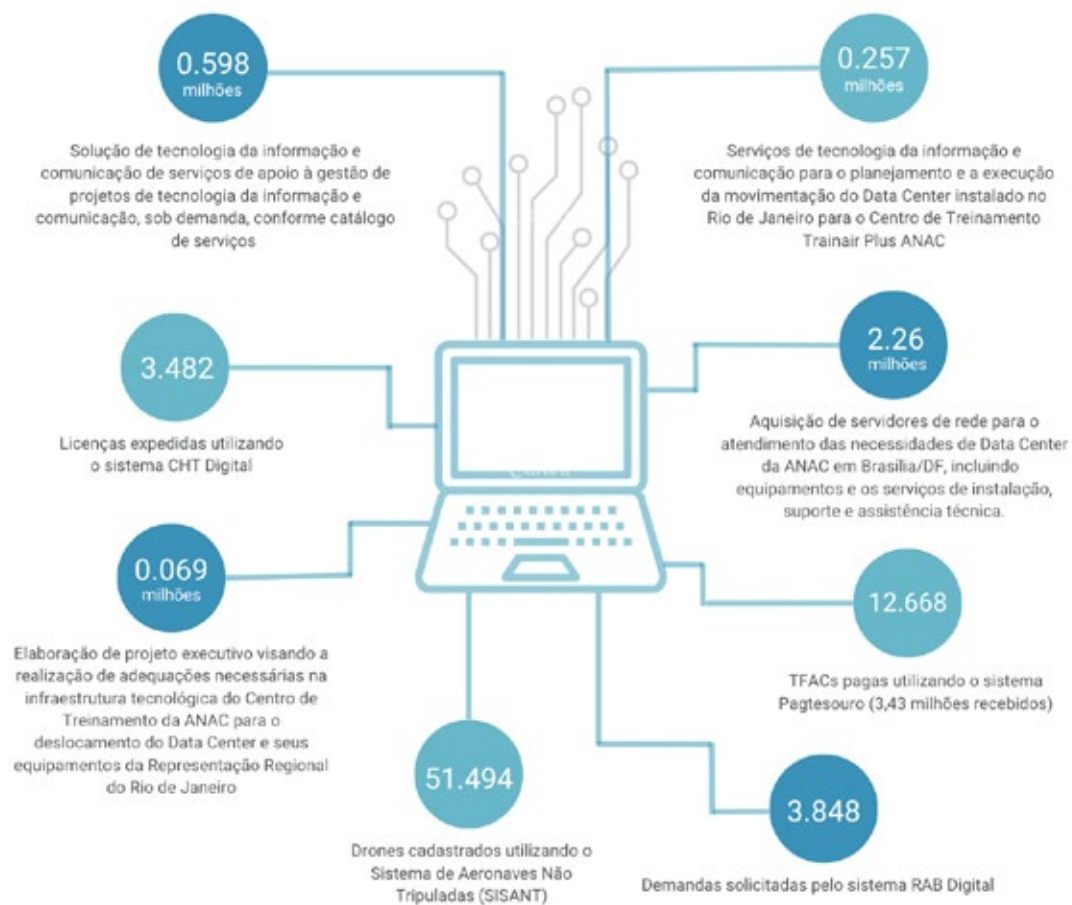 0.598
milhões
Solução de tecnologia da informação e
comunicação de serviços de apoio à gestão de
projetos de tecnologia da informação e
comunicação, sob demanda, conforme catálogo
de serviços
0.257
milhões
Serviços de tecnologia da informação e
comunicação para o planejamento e a execução
da movimentação do Data Center instalado no
Rio de Janeiro para o Centro de Treinamento
Trainair Plus ANAC
3.482
Licenças expedidas utilizando
o sistema CHT Digital
2.26
milhões
Aquisição de servidores de rede para o
atendimento das necessidades de Data Center
da ANAC em Brasília/DF, incluindo
equipamentos e os serviços de instalação,
suporte e assistência técnica.
0.069
milhões
Elaboração de projeto executivo visando a
realização de adequações necessárias na
infraestrutura tecnológica do Centro de
Treinamento da ANAC para o
deslocamento do Data Center e seus
equipamentos da Representação Regional
do Rio de Janeiro
12.668
TFACs pagas utilizando o sistema
Pagtesouro (3,43 milhões recebidos)
51.494
Drones cadastrados utilizando o
Sistema de Aeronaves Não
Tripuladas (SISANT)
3.848
Demandas solicitadas pelo sistema RAB Digital